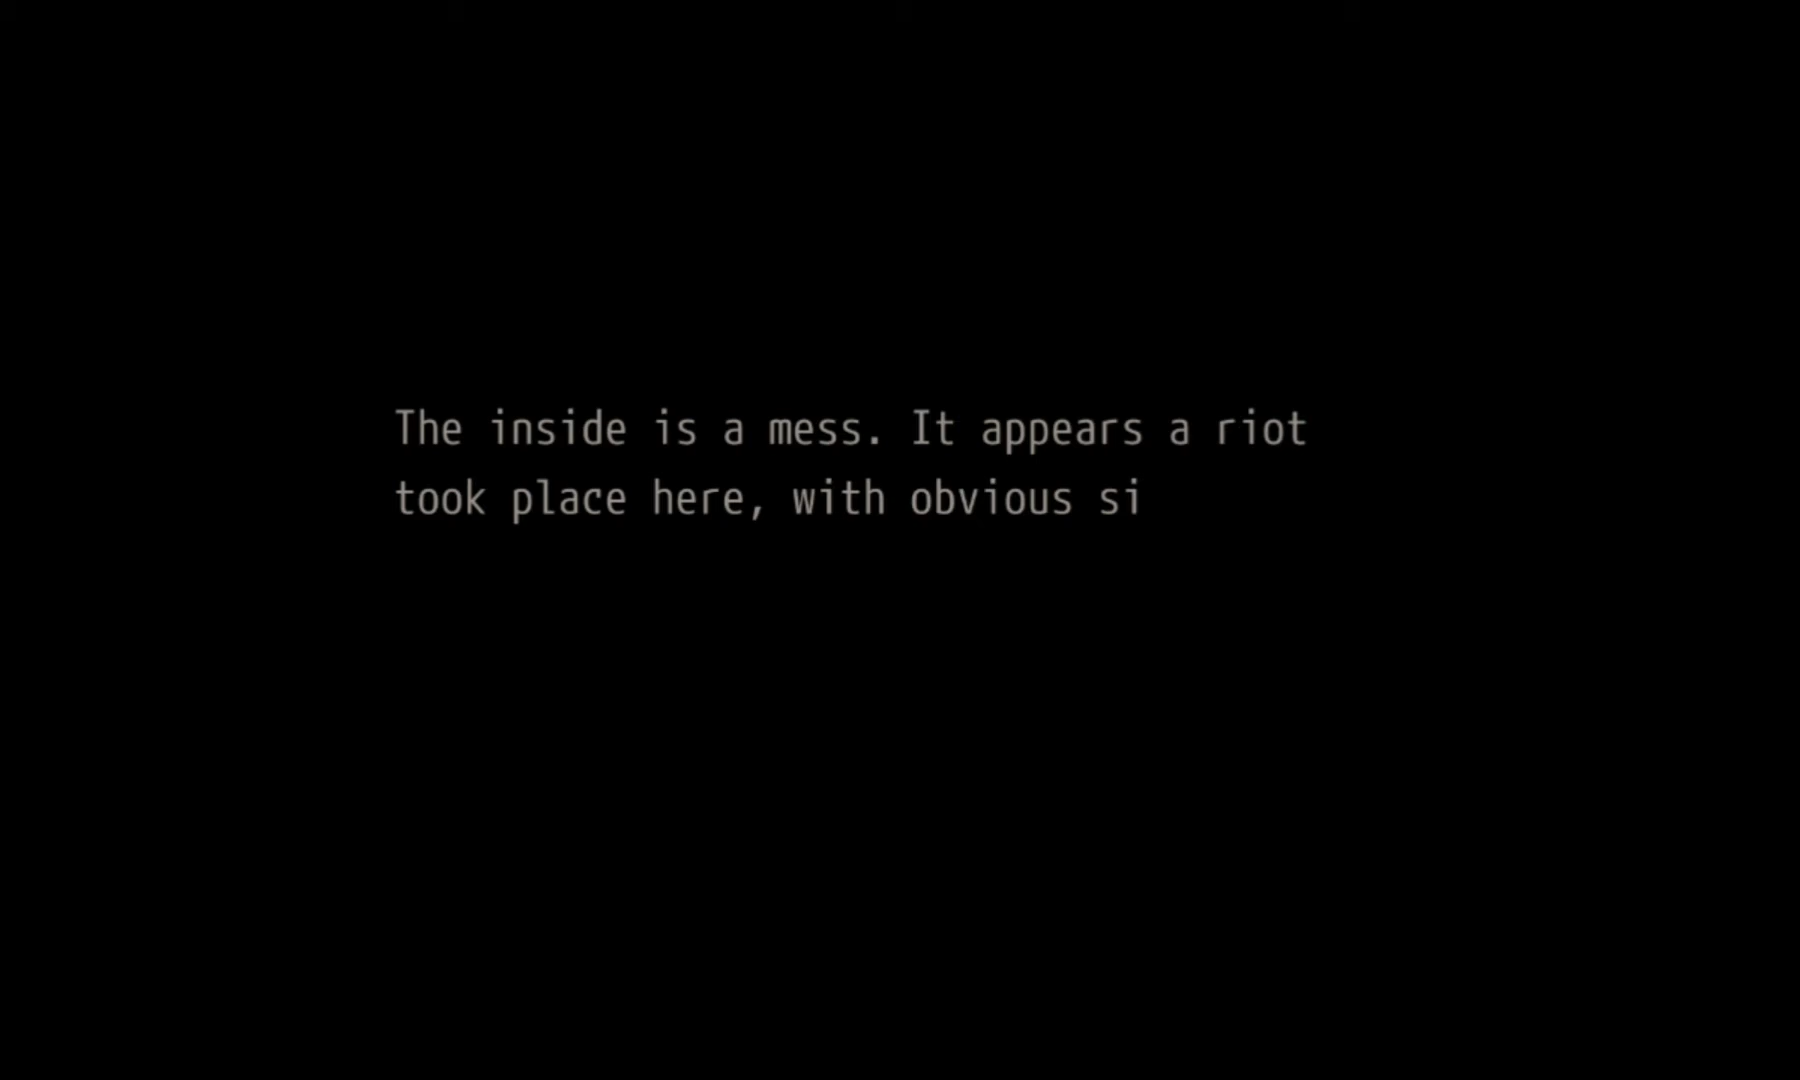 The inside is a mess. It appears a riot
took place here, with obvious si